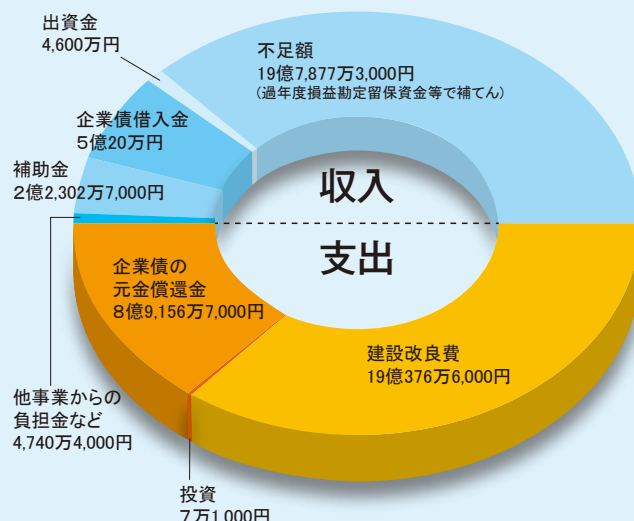 出資金
4,600万円
不足額
19億7,877万3,000円
(過年度損益勘定留保資金等で補てん)
企業債借入金
5億20万円
補助金
2億2,302万7,000円
収入
支出
企業債の
元金償還金
8億9,156万7,000円
建設改良費
19億376万6,000円
他事業からの
負担金など
4,740万4,000円
投資
7万1,000円